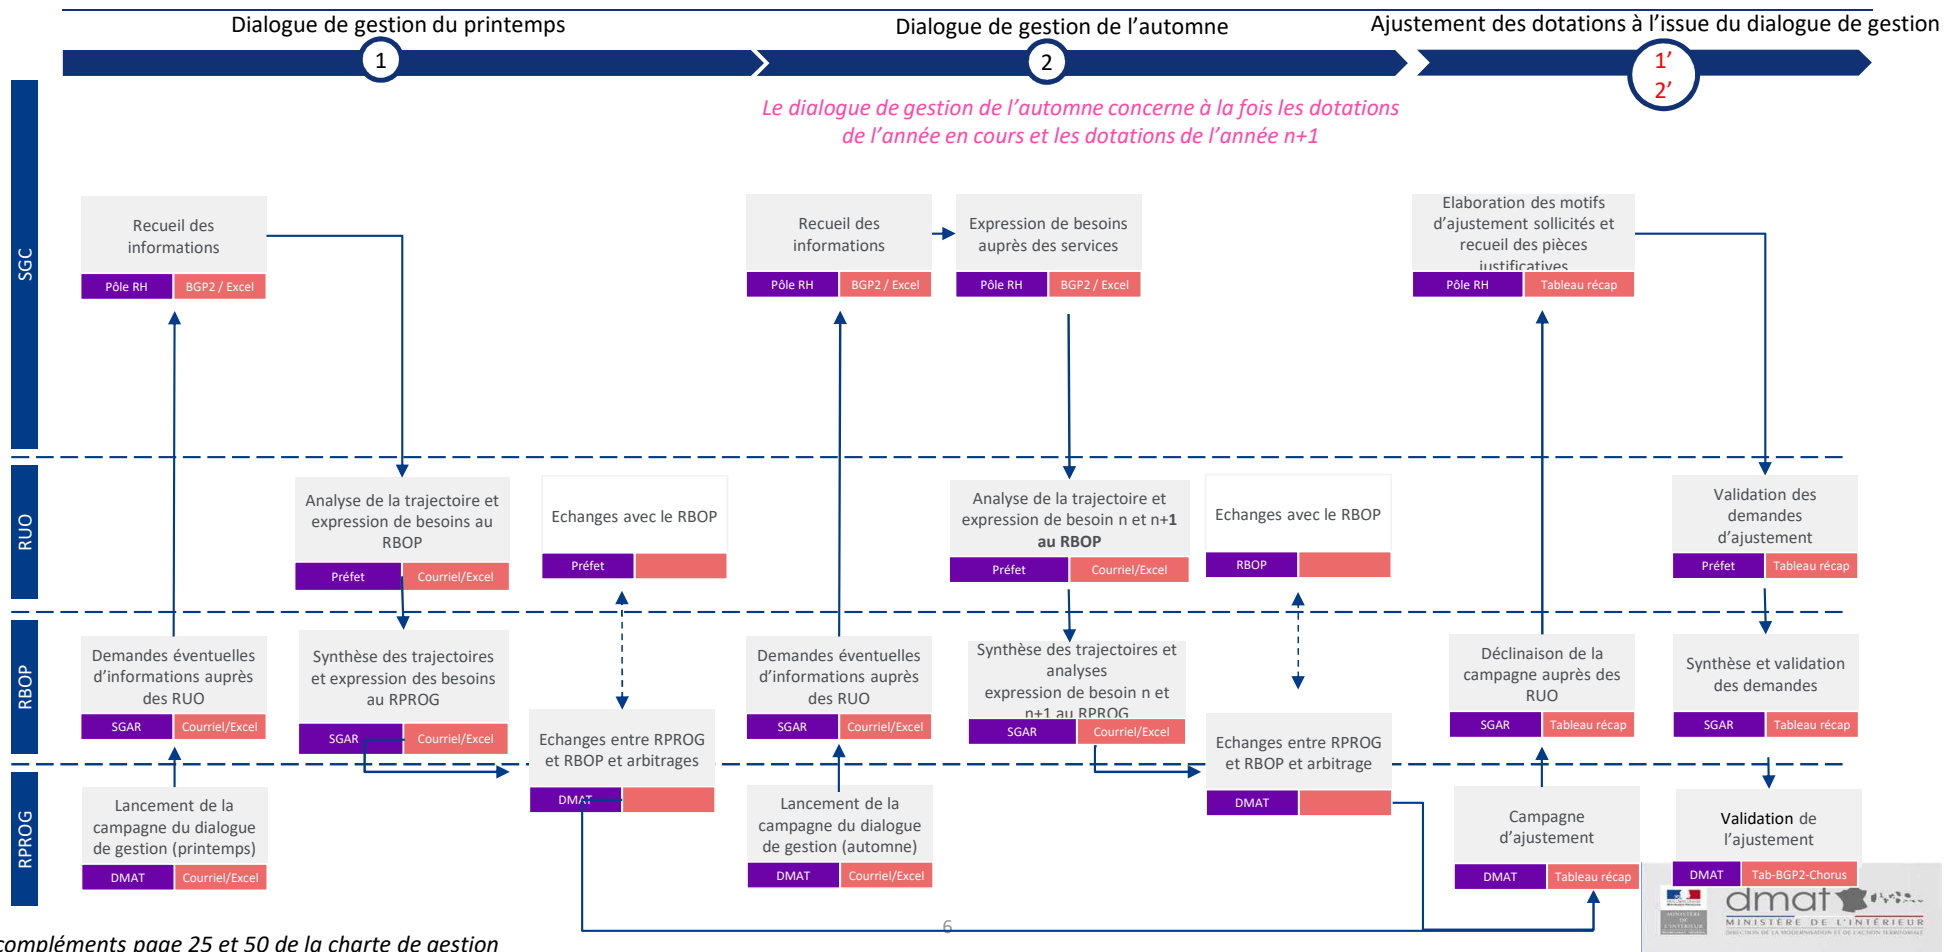 Dialogue de gestion du printemps
Dialogue de gestion de l’automne
Ajustement des dotations à l’issue du dialogue de gestion
1
2
1’
2’
Le dialogue de gestion de l’automne concerne à la fois les dotations
de l’année en cours et les dotations de l’année n+1
SGC
Recueil des
informations
Pôle RH
BGP2 / Excel
Recueil des
informations
Pôle RH
BGP2 / Excel
Expression de besoins
auprès des services
Pôle RH
BGP2 / Excel
Elaboration des motifs
d’ajustement sollicités et
recueil des pièces
justificatives
Pôle RH
Tableau récap
RUO
Analyse de la trajectoire et
expression de besoins au
RBOP
Préfet
Courriel/Excel
Echanges avec le RBOP
Préfet
Analyse de la trajectoire et
expression de besoin n et n+1
au RBOP
Préfet
Courriel/Excel
Echanges avec le RBOP
RBOP
Validation des
demandes
d’ajustement
Préfet
Tableau récap
RBOP
Demandes éventuelles
d’informations auprès
des RUO
SGAR
Courriel/Excel
Synthèse des trajectoires
et expression des besoins
au RPROG
SGAR
Courriel/Excel
Echanges entre RPROG
et RBOP et arbitrages
DMAT
Demandes éventuelles
d’informations auprès
des RUO
SGAR
Courriel/Excel
Synthèse des trajectoires et
analyses
expression de besoin n et
n+1 au RPROG
SGAR
Courriel/Excel
Echanges entre RPROG
et RBOP et arbitrage
DMAT
Déclinaison de la
campagne auprès des
RUO
SGAR
Tableau récap
Synthèse et validation
des demandes
SGAR
Tableau récap
RPROG
Lancement de la
campagne du dialogue
de gestion (printemps)
DMAT
Courriel/Excel
Lancement de la
campagne du dialogue
de gestion (automne)
DMAT
Courriel/Excel
Campagne
d’ajustement
DMAT
Tableau récap
Validation de
l’ajustement
DMAT
Tab-BGP2-Chorus
dmat
MINISTÈRE DE L’INTÉRIEUR
DIRECTION DE LA MODERNISATION ET DE L’ACTION TERRITORIALE
MINISTÈRE
DE
L’INTÉRIEUR
6
compléments page 25 et 50 de la charte de gestion